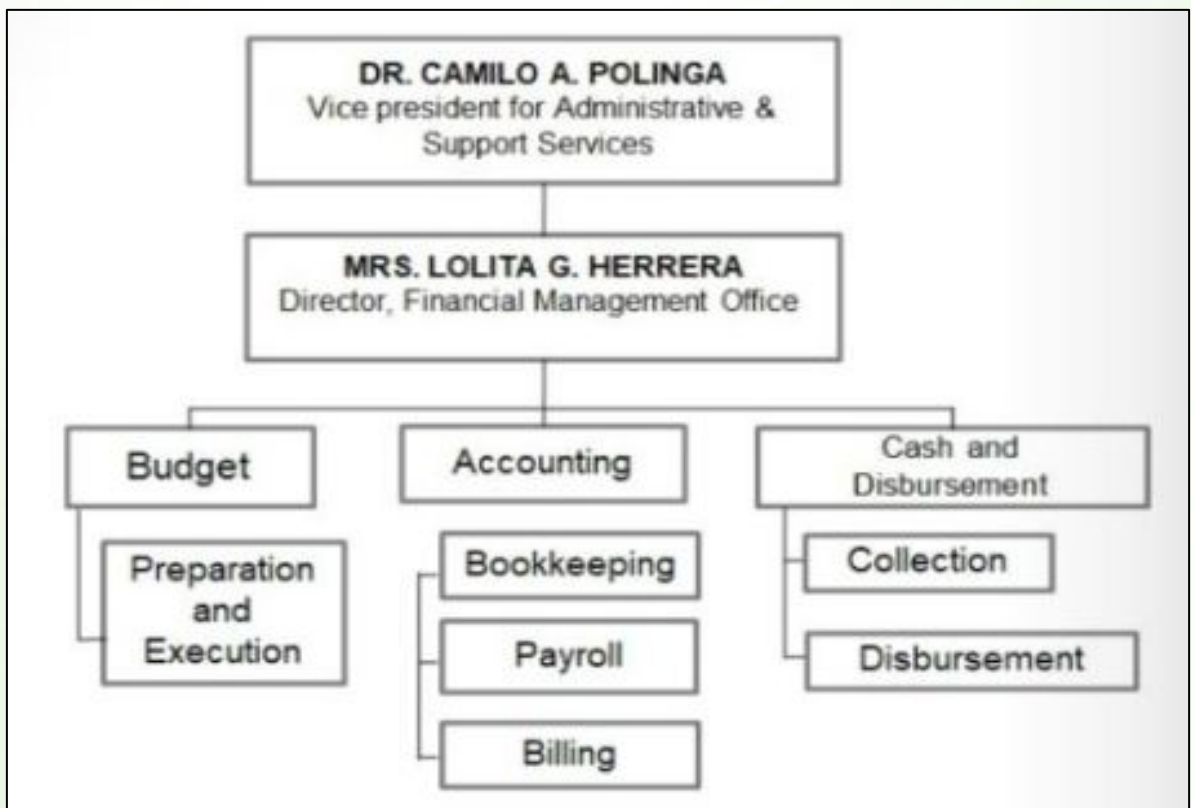 DR. CAMILO A. POLINGA
Vice president for Administrative &
Support Services
MRS. LOLITA G. HERRERA
Director, Financial Management Office
Budget
Preparation
and
Execution
Accounting
Bookkeeping
Payroll
Billing
Cash and
Disbursement
Collection
Disbursement